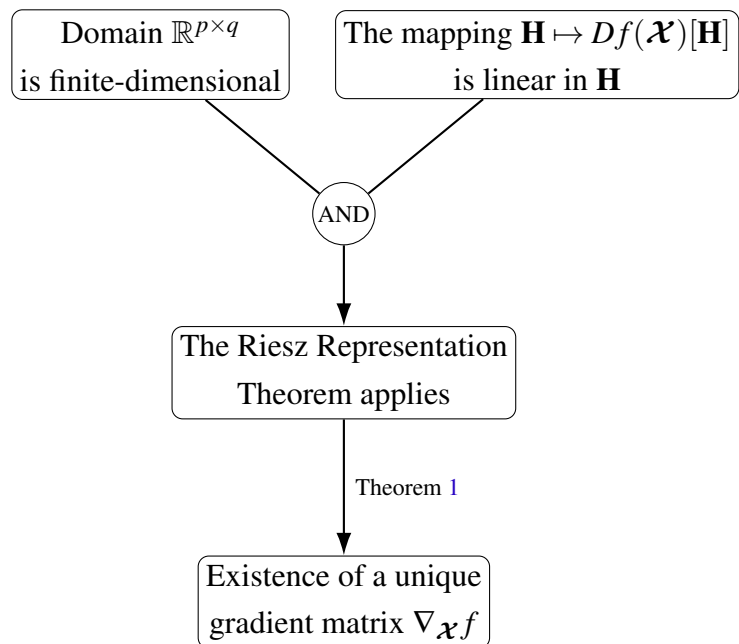 Domain ℝ^{p×q}
is finite-dimensional
The mapping 𝐇 ↦ Df(𝓧)[𝐇]
is linear in 𝐇
AND
The Riesz Representation
Theorem applies
Theorem 1
Existence of a unique
gradient matrix ∇_𝓧 f